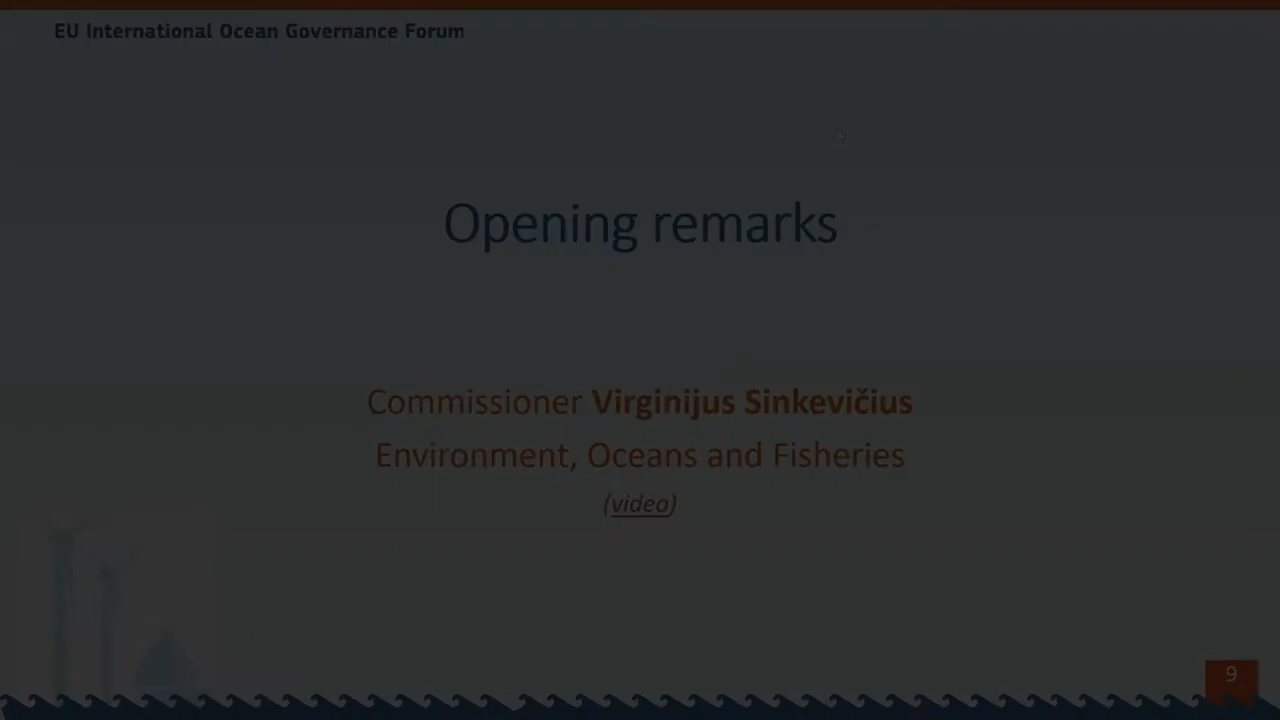 EU International Ocean Governance Forum
Opening remarks
Commissioner Virginijus Sinkevičius
Environment, Oceans and Fisheries
(video)
9